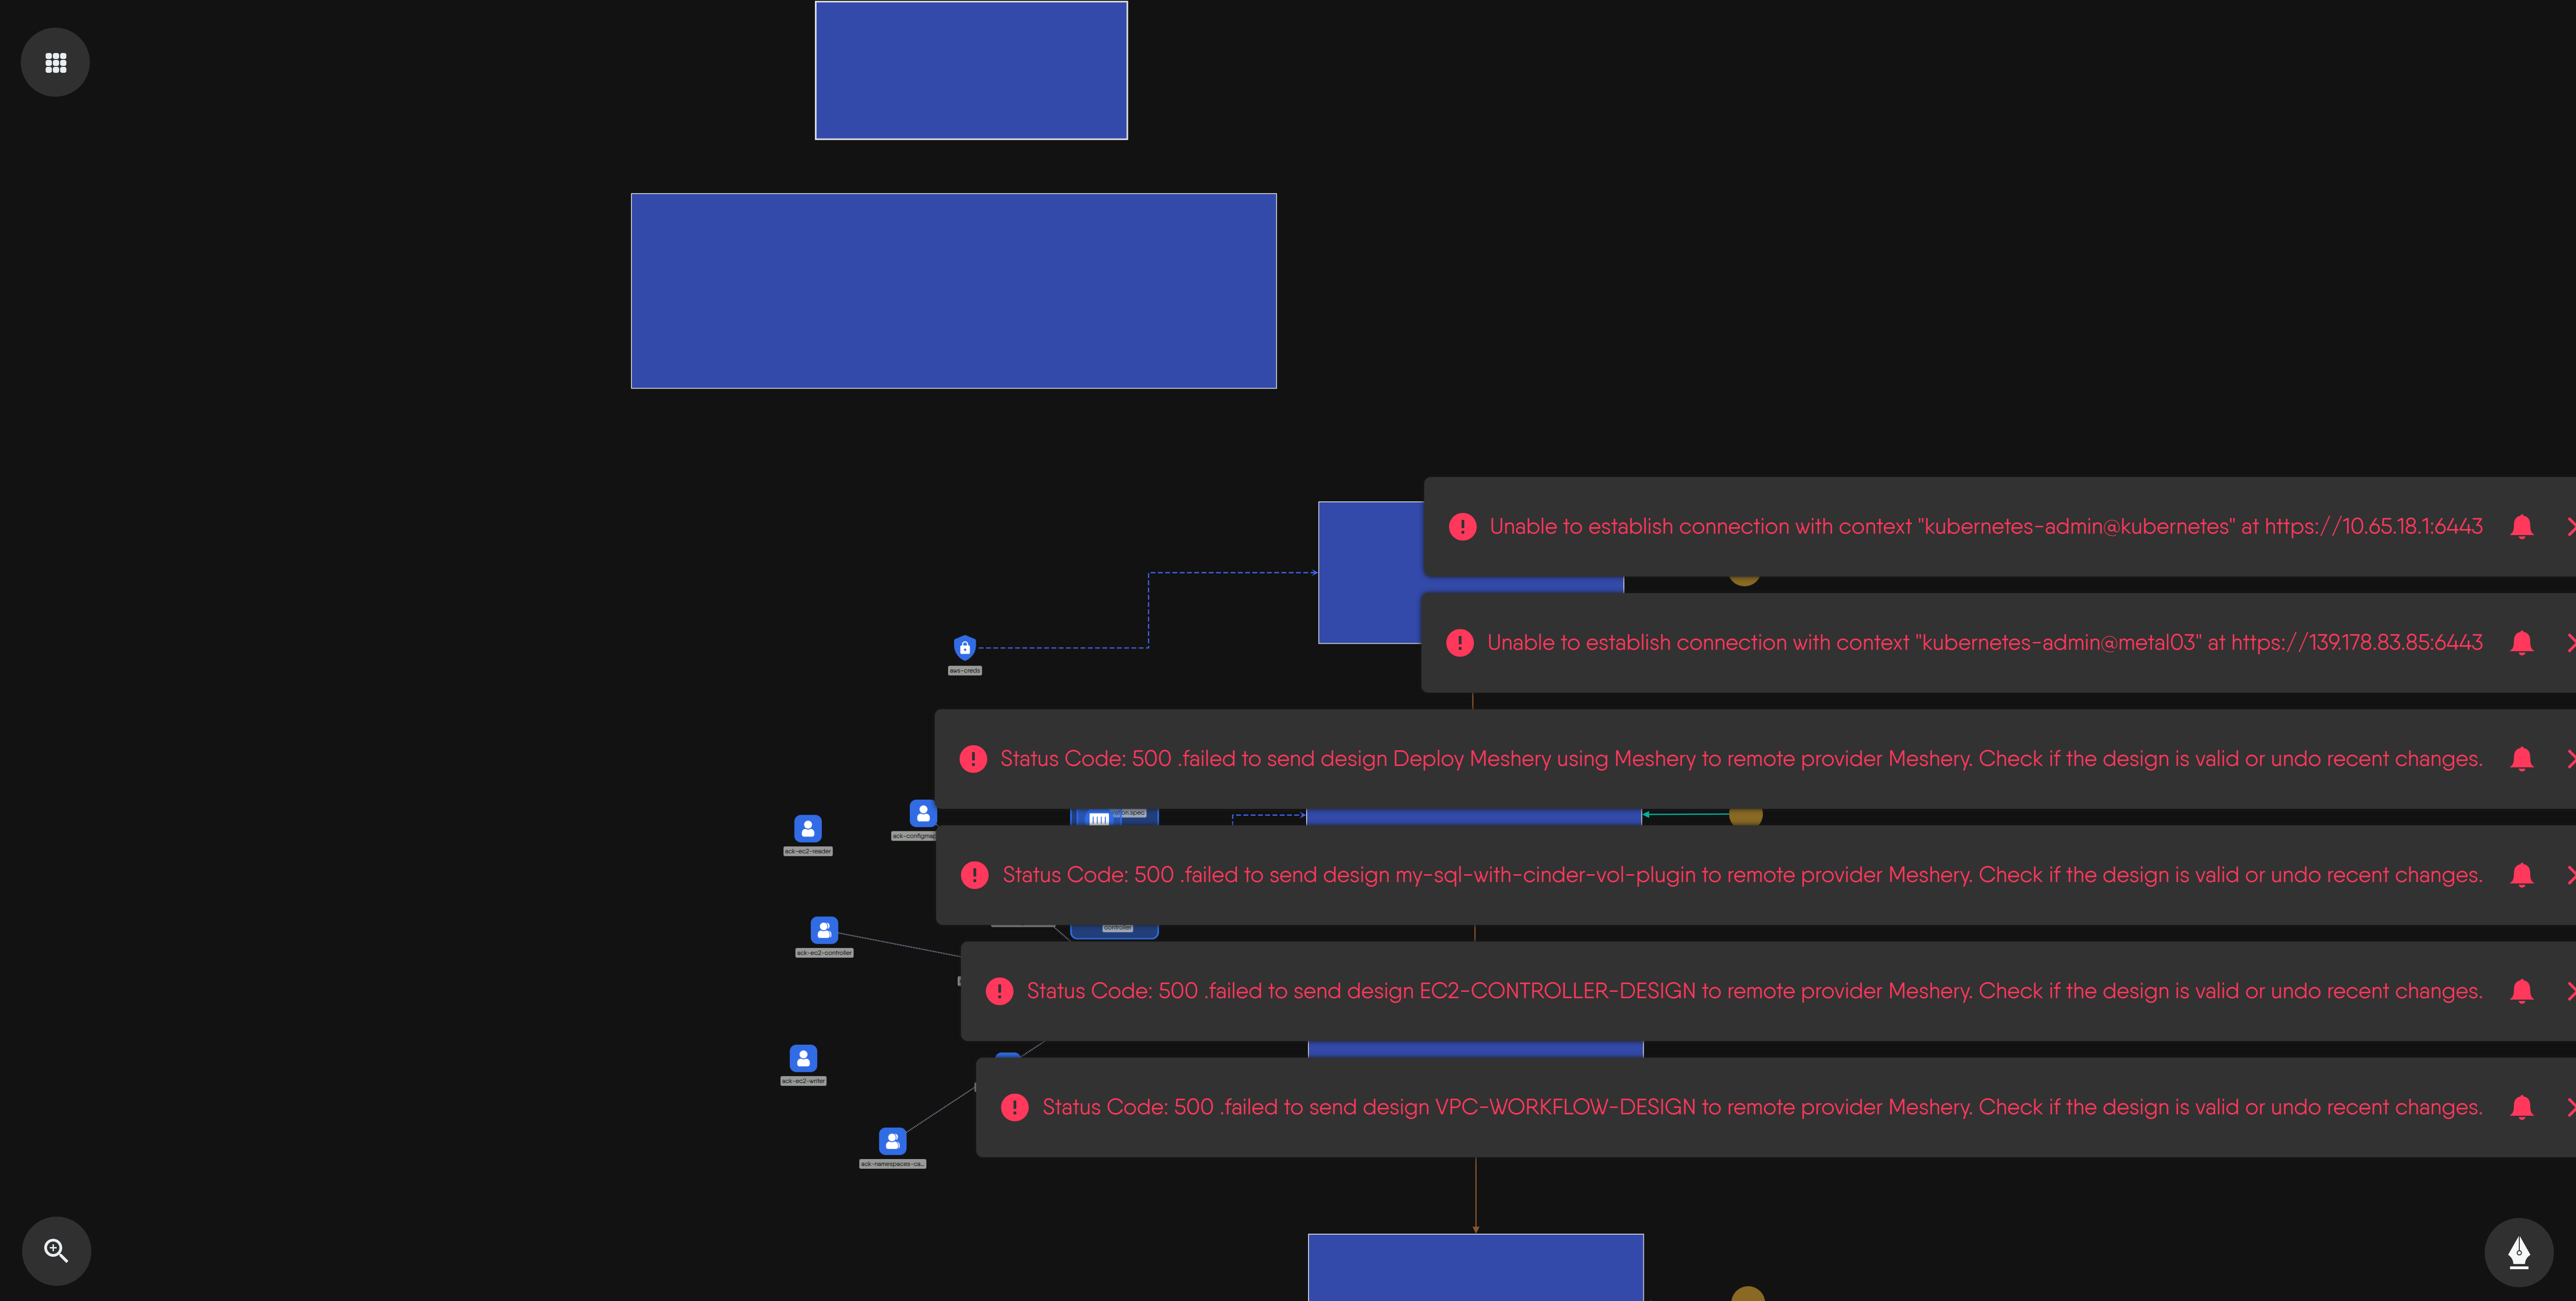 Unable to establish connection with context "kubernetes-admin@kubernetes" at https://10.65.18.1:6443
Unable to establish connection with context "kubernetes-admin@metal03" at https://139.178.83.85:6443
aws-creds
Status Code: 500 .failed to send design Deploy Meshery using Meshery to remote provider Meshery. Check if the design is valid or undo recent changes.
ion.spec
ack-configmap
ack-ec2-reader
Status Code: 500 .failed to send design my-sql-with-cinder-vol-plugin to remote provider Meshery. Check if the design is valid or undo recent changes.
controller
ack-ec2-controller
Status Code: 500 .failed to send design EC2-CONTROLLER-DESIGN to remote provider Meshery. Check if the design is valid or undo recent changes.
ack-ec2-writer
Status Code: 500 .failed to send design VPC-WORKFLOW-DESIGN to remote provider Meshery. Check if the design is valid or undo recent changes.
ack-namespaces-ca...